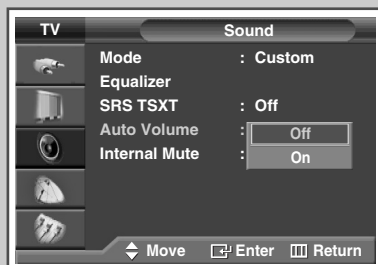 TV Sound
Mode : Custom
Equalizer
SRS TSXT : Off
Auto Volume : Off
Internal Mute : On
Move Enter Return